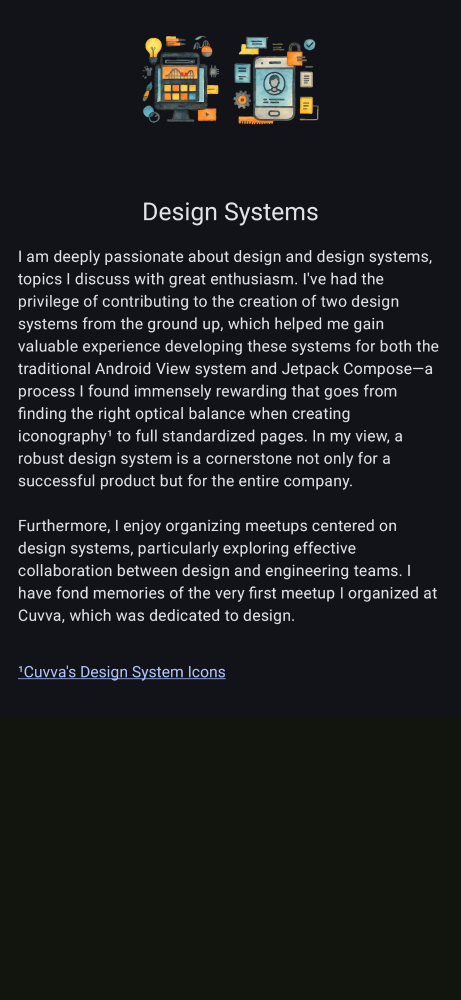 Design Systems
I am deeply passionate about design and design systems,
topics I discuss with great enthusiasm. I've had the
privilege of contributing to the creation of two design
systems from the ground up, which helped me gain
valuable experience developing these systems for both the
traditional Android View system and Jetpack Compose—a
process I found immensely rewarding that goes from
finding the right optical balance when creating
iconography¹ to full standardized pages. In my view, a
robust design system is a cornerstone not only for a
successful product but for the entire company.
Furthermore, I enjoy organizing meetups centered on
design systems, particularly exploring effective
collaboration between design and engineering teams. I
have fond memories of the very first meetup I organized at
Cuvva, which was dedicated to design.
¹Cuvva's Design System Icons